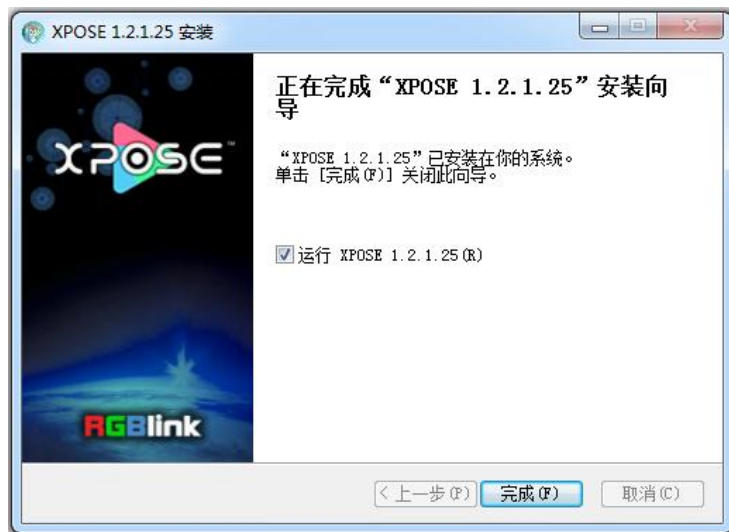 XPOSE 1.2.1.25 安装
正在完成“XPOSE 1.2.1.25”安装向
导
XPOSE™
“XPOSE 1.2.1.25”已安装在你的系统。
单击 [完成(F)] 关闭此向导。
运行 XPOSE 1.2.1.25(R)
RGBlink
< 上一步(P)
完成(F)
取消(C)